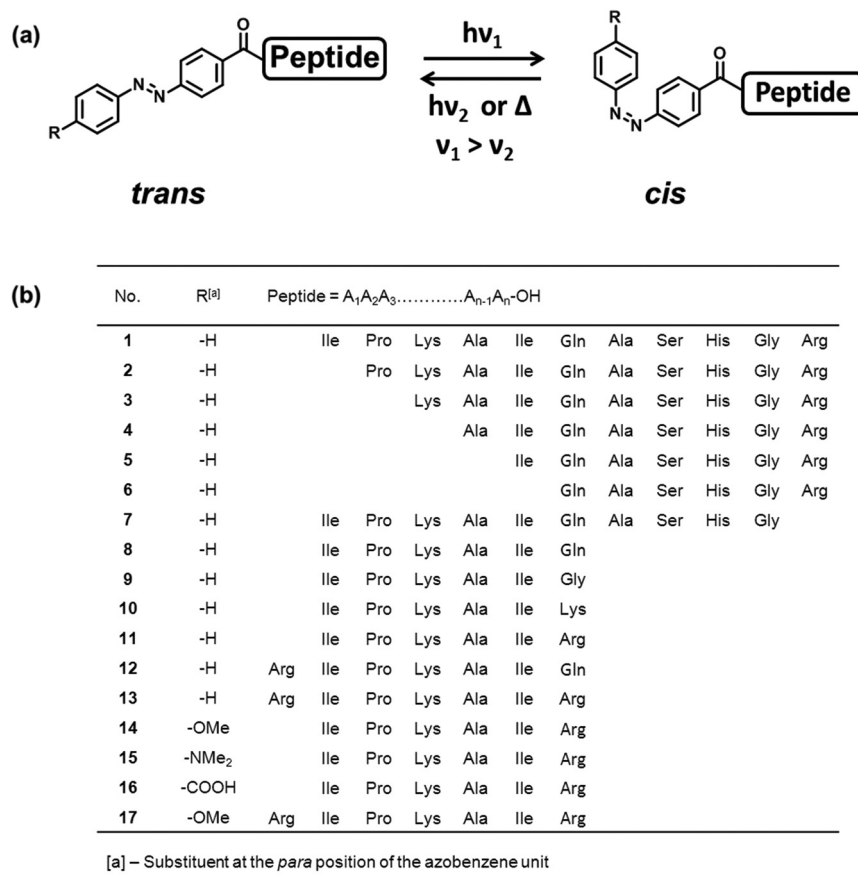 (a)
O
Peptide
N
N
R
hν₁
hν₂ or Δ
ν₁ > ν₂
R
O
Peptide
N
N
trans
cis
(b)
No. R[a] Peptide = A₁A₂A₃…………Aₙ₋₁Aₙ-OH
1 -H Ile Pro Lys Ala Ile Gln Ala Ser His Gly Arg
2 -H Pro Lys Ala Ile Gln Ala Ser His Gly Arg
3 -H Lys Ala Ile Gln Ala Ser His Gly Arg
4 -H Ala Ile Gln Ala Ser His Gly Arg
5 -H Ile Gln Ala Ser His Gly Arg
6 -H Gln Ala Ser His Gly Arg
7 -H Ile Pro Lys Ala Ile Gln Ala Ser His Gly
8 -H Ile Pro Lys Ala Ile Gln
9 -H Ile Pro Lys Ala Ile Gly
10 -H Ile Pro Lys Ala Ile Lys
11 -H Ile Pro Lys Ala Ile Arg
12 -H Arg Ile Pro Lys Ala Ile Gln
13 -H Arg Ile Pro Lys Ala Ile Arg
14 -OMe Ile Pro Lys Ala Ile Arg
15 -NMe₂ Ile Pro Lys Ala Ile Arg
16 -COOH Ile Pro Lys Ala Ile Arg
17 -OMe Arg Ile Pro Lys Ala Ile Arg
[a] – Substituent at the para position of the azobenzene unit